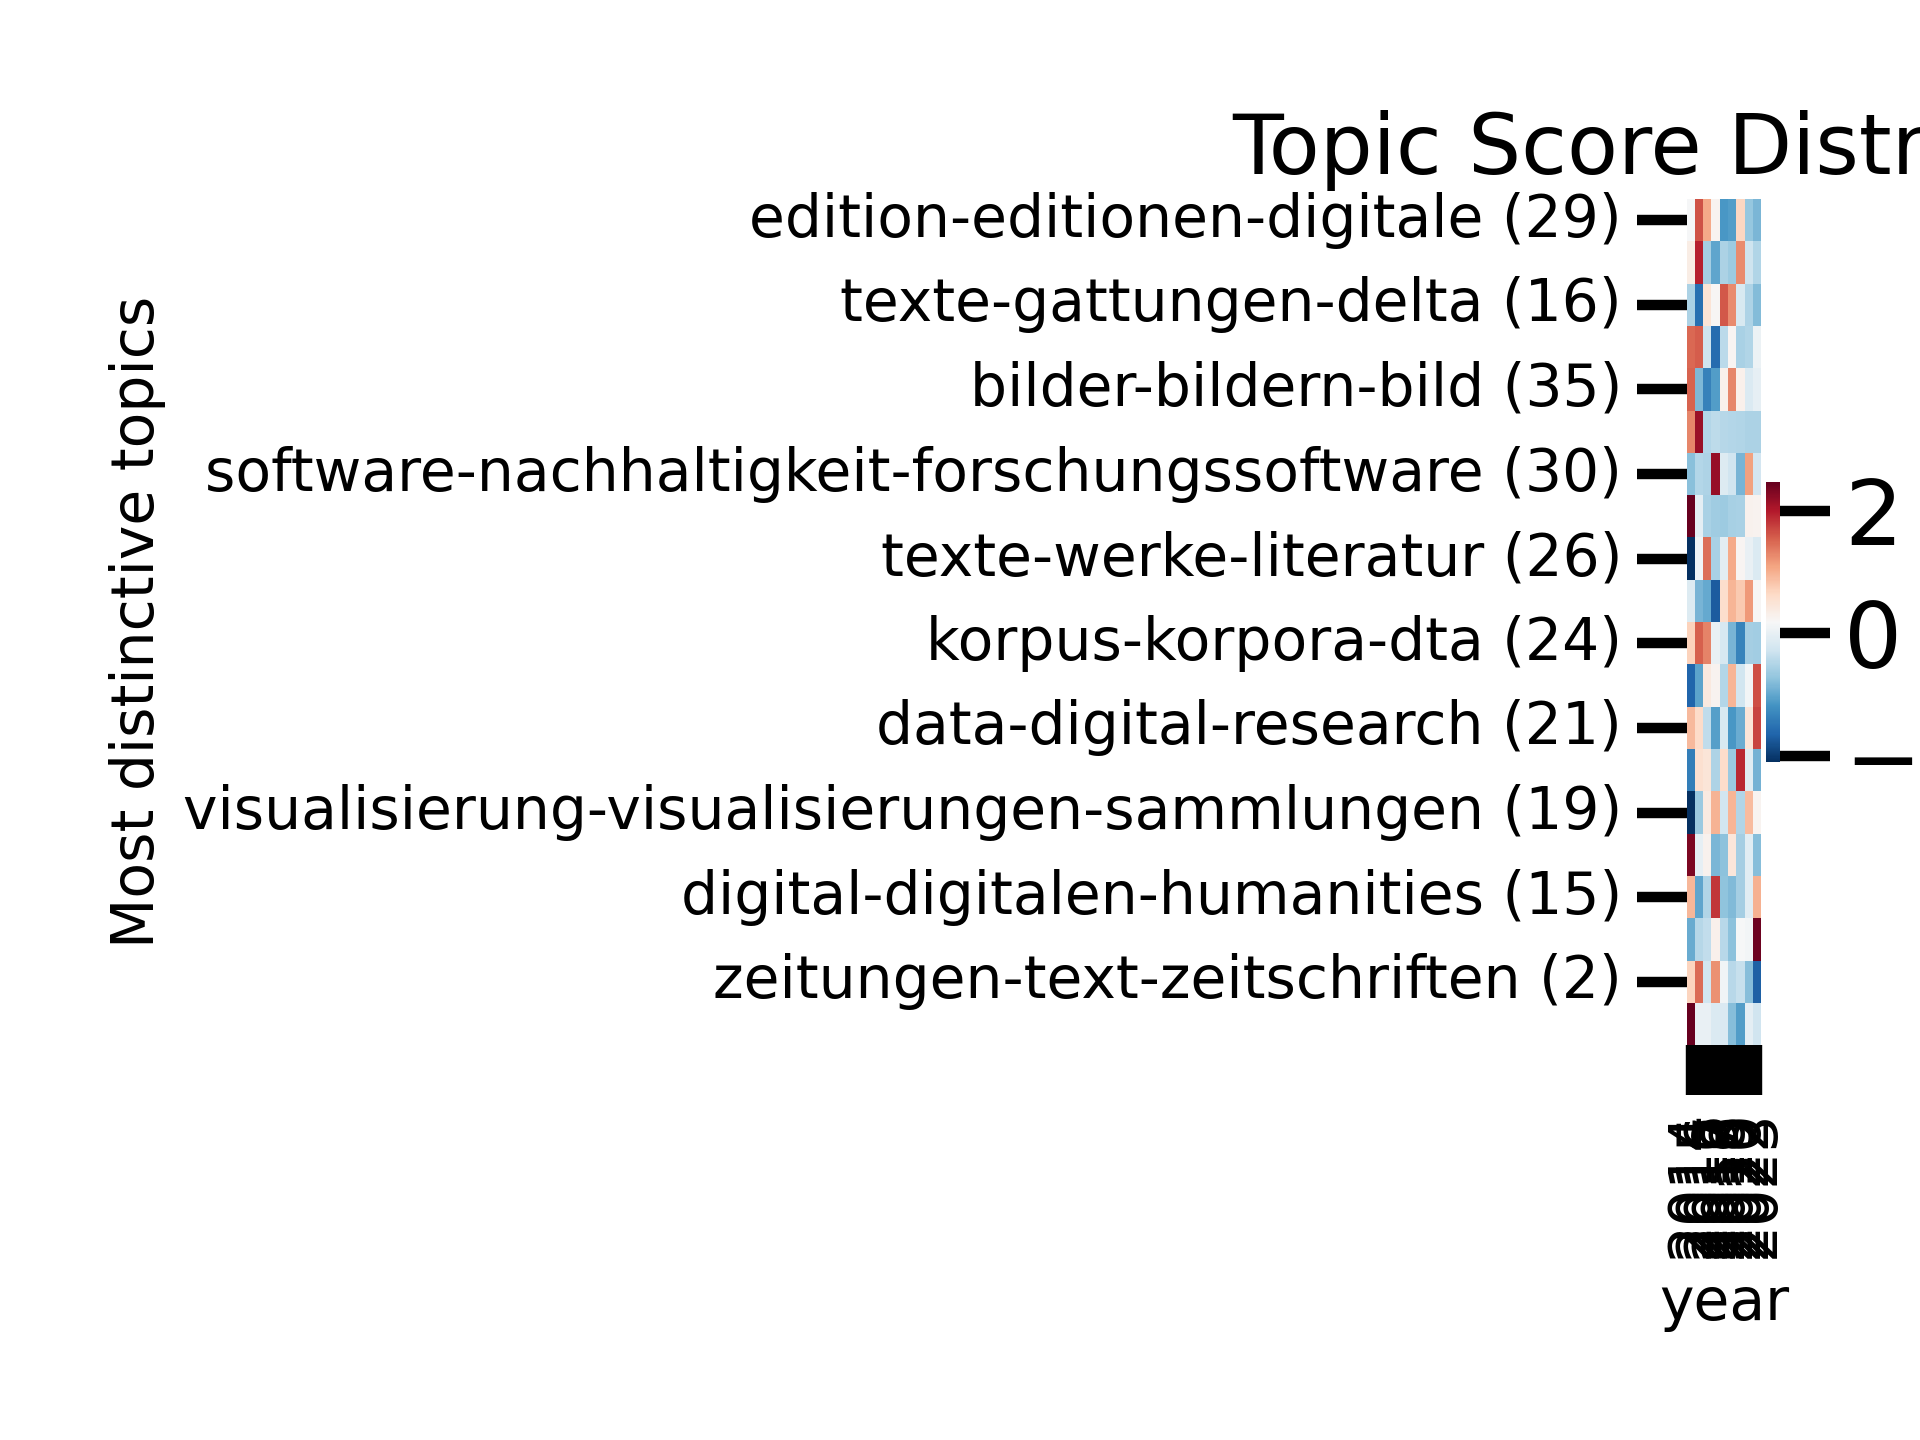 Topic Score Distr
Most distinctive topics
edition-editionen-digitale (29)
texte-gattungen-delta (16)
bilder-bildern-bild (35)
software-nachhaltigkeit-forschungssoftware (30)
texte-werke-literatur (26)
korpus-korpora-dta (24)
data-digital-research (21)
visualisierung-visualisierungen-sammlungen (19)
digital-digitalen-humanities (15)
zeitungen-text-zeitschriften (2)
2
0
−
year